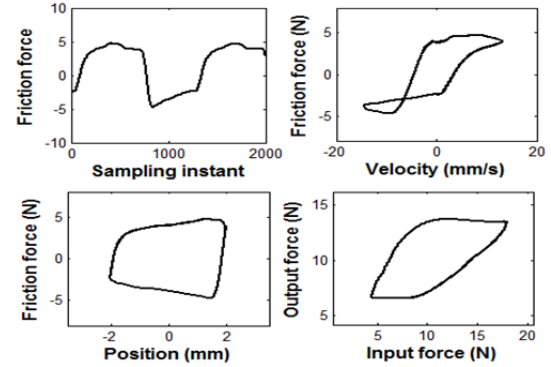 10
5
0
-5
-10
Friction force
0 1000 2000
Sampling instant
5
0
-5
Friction force (N)
-20 0 20
Velocity (mm/s)
5
0
-5
Friction force (N)
-2 0 2
Position (mm)
15
10
5
Output force (N)
5 10 15 20
Input force (N)